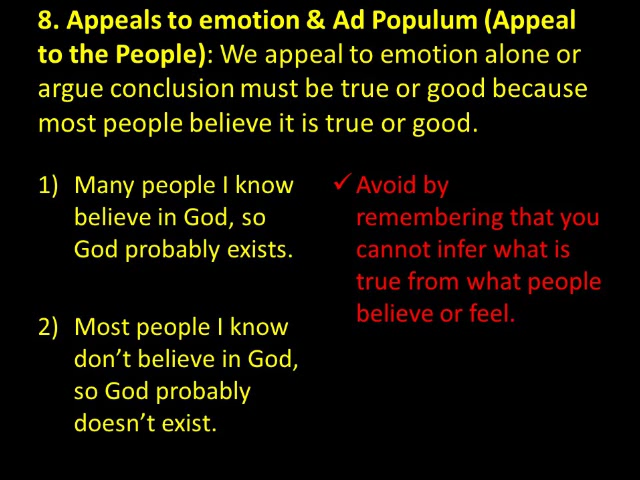 8. Appeals to emotion & Ad Populum (Appeal
to the People): We appeal to emotion alone or
argue conclusion must be true or good because
most people believe it is true or good.
1) Many people I know
believe in God, so
God probably exists.
2) Most people I know
don’t believe in God,
so God probably
doesn’t exist.
✓ Avoid by
remembering that you
cannot infer what is
true from what people
believe or feel.